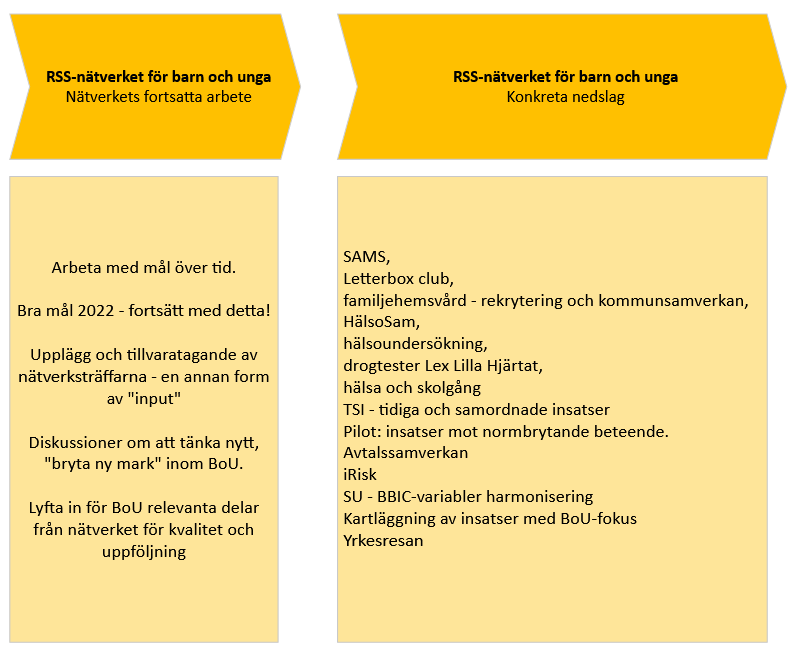 RSS-nätverket för barn och unga
Nätverkets fortsatta arbete
RSS-nätverket för barn och unga
Konkreta nedslag
Arbeta med mål över tid.
Bra mål 2022 - fortsätt med detta!
Upplägg och tillvaratagande av
nätverksträffarna - en annan form
av "input"
Diskussioner om att tänka nytt,
"bryta ny mark" inom BoU.
Lyfta in för BoU relevanta delar
från nätverket för kvalitet och
uppföljning
SAMS,
Letterbox club,
familjehemsvård - rekrytering och kommunsamverkan,
HälsoSam,
hälsoundersökning,
drogtester Lex Lilla Hjärtat,
hälsa och skolgång
TSI - tidiga och samordnade insatser
Pilot: insatser mot normbrytande beteende.
Avtalssamverkan
iRisk
SU - BBIC-variabler harmonisering
Kartläggning av insatser med BoU-fokus
Yrkesresan